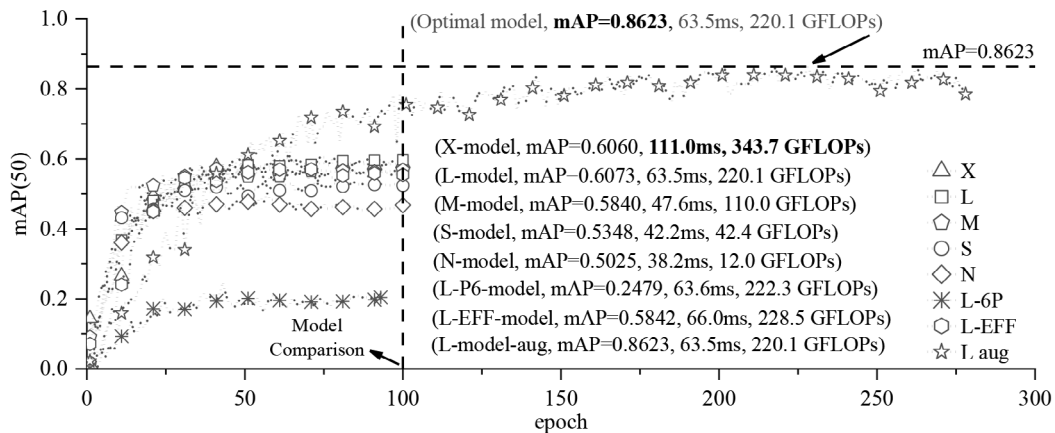 1.0
0.8
0.6
0.4
0.2
0.0
mAP(50)
(Optimal model, mAP=0.8623, 63.5ms, 220.1 GFLOPs)
mAP=0.8623
(X-model, mAP=0.6060, 111.0ms, 343.7 GFLOPs)
(L-model, mAP=0.6073, 63.5ms, 220.1 GFLOPs)
(M-model, mAP=0.5840, 47.6ms, 110.0 GFLOPs)
(S-model, mAP=0.5348, 42.2ms, 42.4 GFLOPs)
(N-model, mAP=0.5025, 38.2ms, 12.0 GFLOPs)
(L-P6-model, mAP=0.2479, 63.6ms, 222.3 GFLOPs)
(L-EFF-model, mAP=0.5842, 66.0ms, 228.5 GFLOPs)
(L-model-aug, mAP=0.8623, 63.5ms, 220.1 GFLOPs)
X
L
M
S
N
L-6P
L-EFF
L aug
Model
Comparison
0 50 100 150 200 250 300
epoch